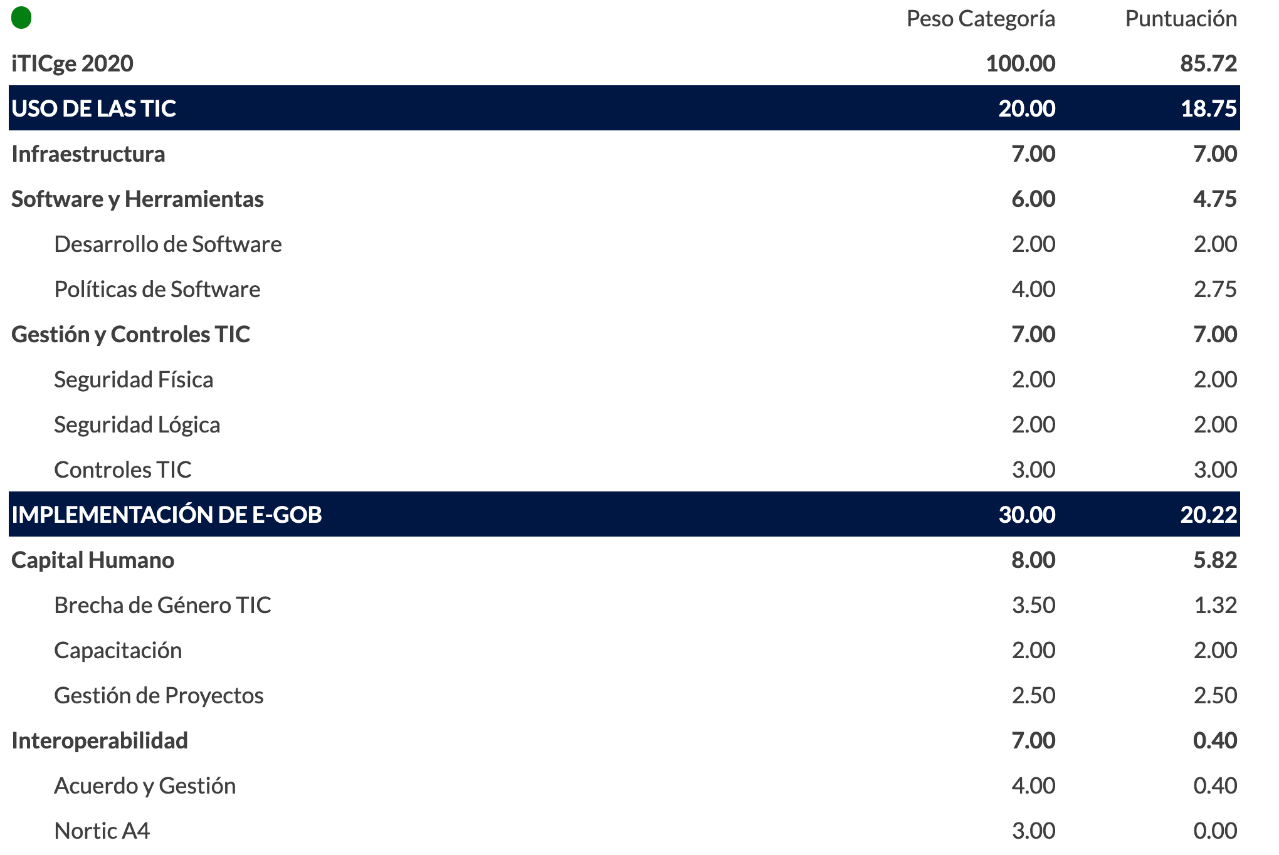 Peso Categoría Puntuación
iTICge 2020 100.00 85.72
USO DE LAS TIC 20.00 18.75
Infraestructura 7.00 7.00
Software y Herramientas 6.00 4.75
Desarrollo de Software 2.00 2.00
Políticas de Software 4.00 2.75
Gestión y Controles TIC 7.00 7.00
Seguridad Física 2.00 2.00
Seguridad Lógica 2.00 2.00
Controles TIC 3.00 3.00
IMPLEMENTACIÓN DE E-GOB 30.00 20.22
Capital Humano 8.00 5.82
Brecha de Género TIC 3.50 1.32
Capacitación 2.00 2.00
Gestión de Proyectos 2.50 2.50
Interoperabilidad 7.00 0.40
Acuerdo y Gestión 4.00 0.40
Nortic A4 3.00 0.00